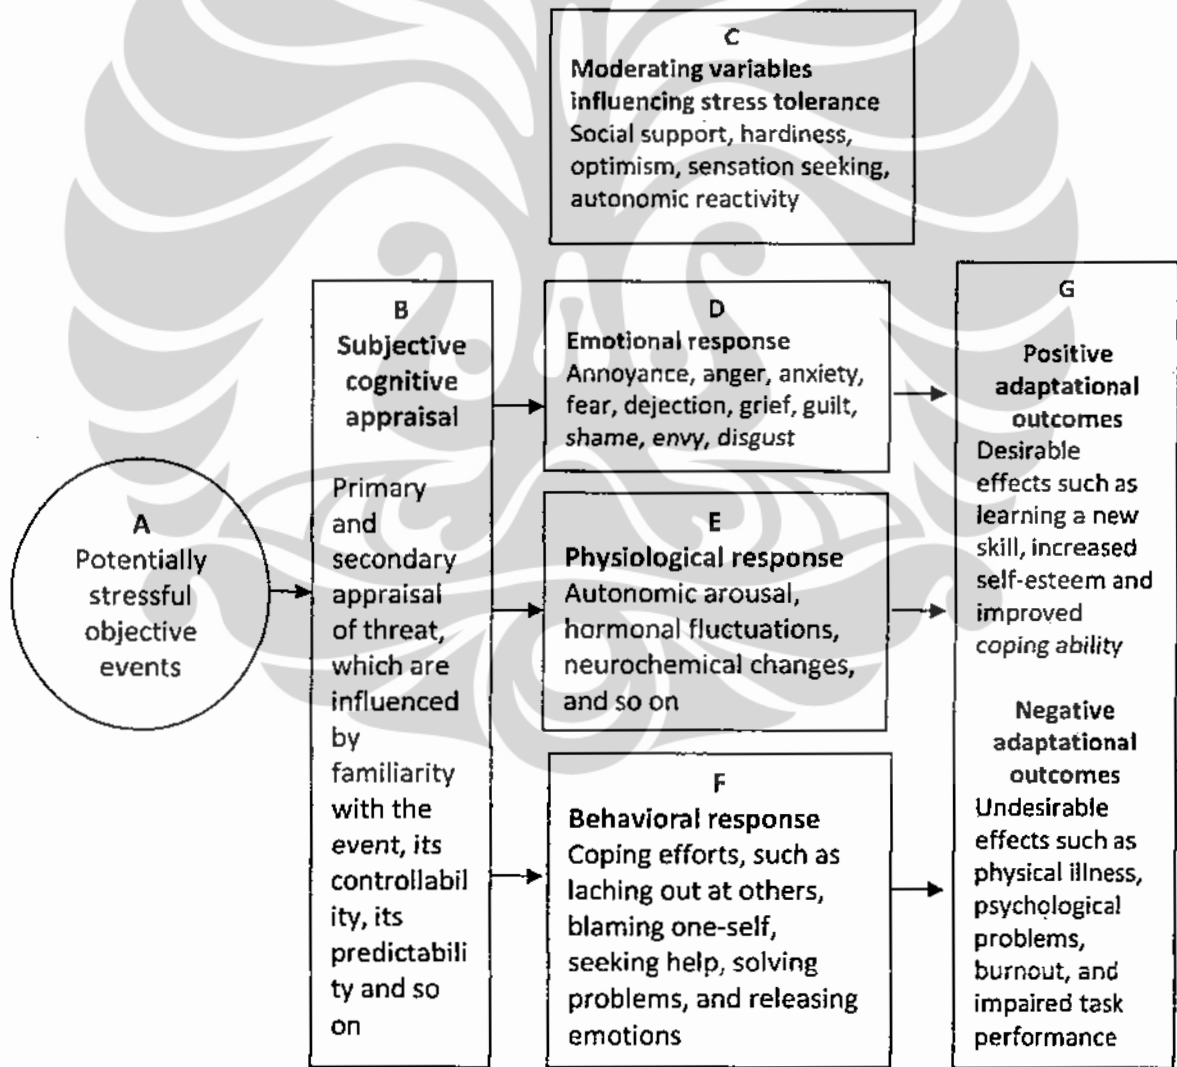 C
Moderating variables
influencing stress tolerance
Social support, hardiness,
optimism, sensation seeking,
autonomic reactivity
A
Potentially
stressful
objective
events
B
Subjective
cognitive
appraisal
Primary
and
secondary
appraisal
of threat,
which are
influenced
by
familiarity
with the
event, its
controllabil
ity, its
predictabili
ty and so
on
D
Emotional response
Annoyance, anger, anxiety,
fear, dejection, grief, guilt,
shame, envy, disgust
E
Physiological response
Autonomic arousal,
hormonal fluctuations,
neurochemical changes,
and so on
F
Behavioral response
Coping efforts, such as
laching out at others,
blaming one-self,
seeking help, solving
problems, and releasing
emotions
G
Positive
adaptational
outcomes
Desirable
effects such as
learning a new
skill, increased
self-esteem and
improved
coping ability
Negative
adaptational
outcomes
Undesirable
effects such as
physical illness,
psychological
problems,
burnout, and
impaired task
performance